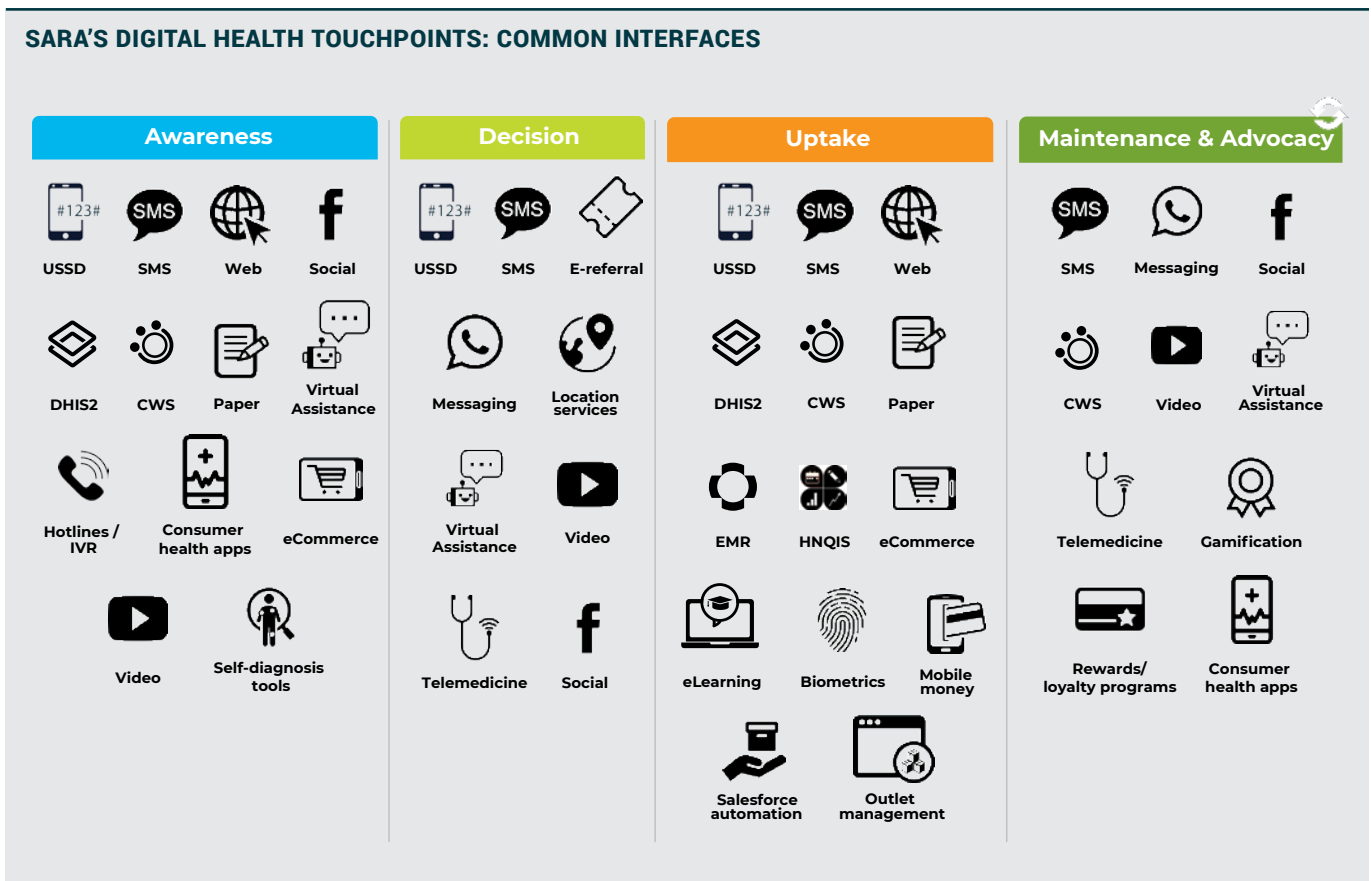 SARA'S DIGITAL HEALTH TOUCHPOINTS: COMMON INTERFACES
Awareness
#123#
SMS
USSD
SMS
Web
Social
DHIS2
CWS
Paper
Virtual
Assistance
Hotlines /
IVR
Consumer
health apps
eCommerce
Video
Self-diagnosis
tools
Decision
#123#
SMS
USSD
SMS
E-referral
Messaging
Location
services
Virtual
Assistance
Video
Telemedicine
Social
Uptake
#123#
SMS
USSD
SMS
Web
DHIS2
CWS
Paper
EMR
HNQIS
eCommerce
eLearning
Biometrics
Mobile
money
Salesforce
automation
Outlet
management
Maintenance & Advocacy
SMS
SMS
Messaging
Social
CWS
Video
Virtual
Assistance
Telemedicine
Gamification
Rewards/
loyalty programs
Consumer
health apps